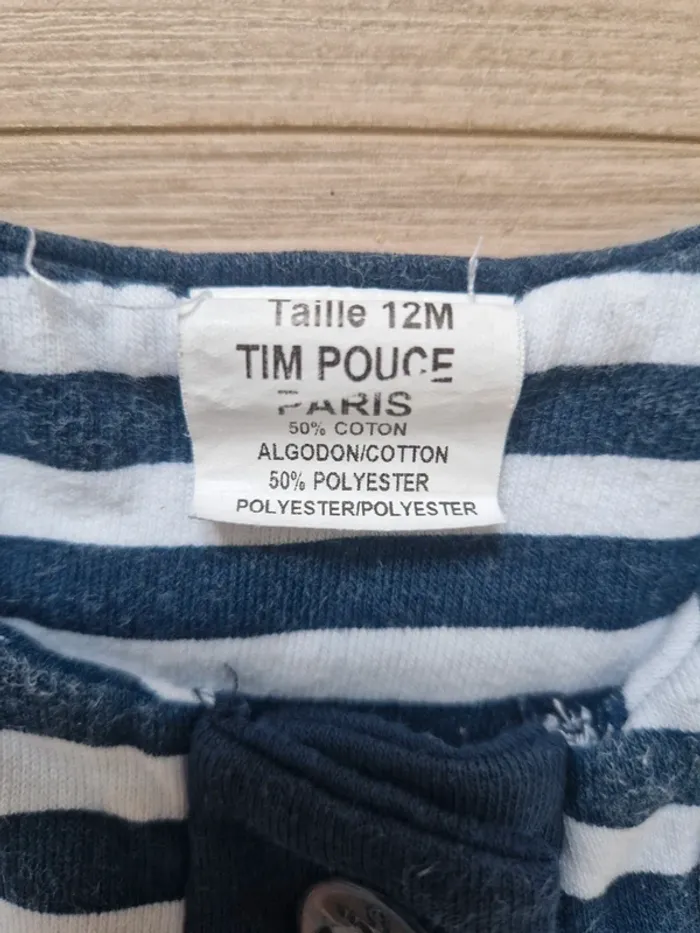 Taille 12M
TIM POUCE
PARIS
50% COTON
ALGODON/COTTON
50% POLYESTER
POLYESTER/POLYESTER